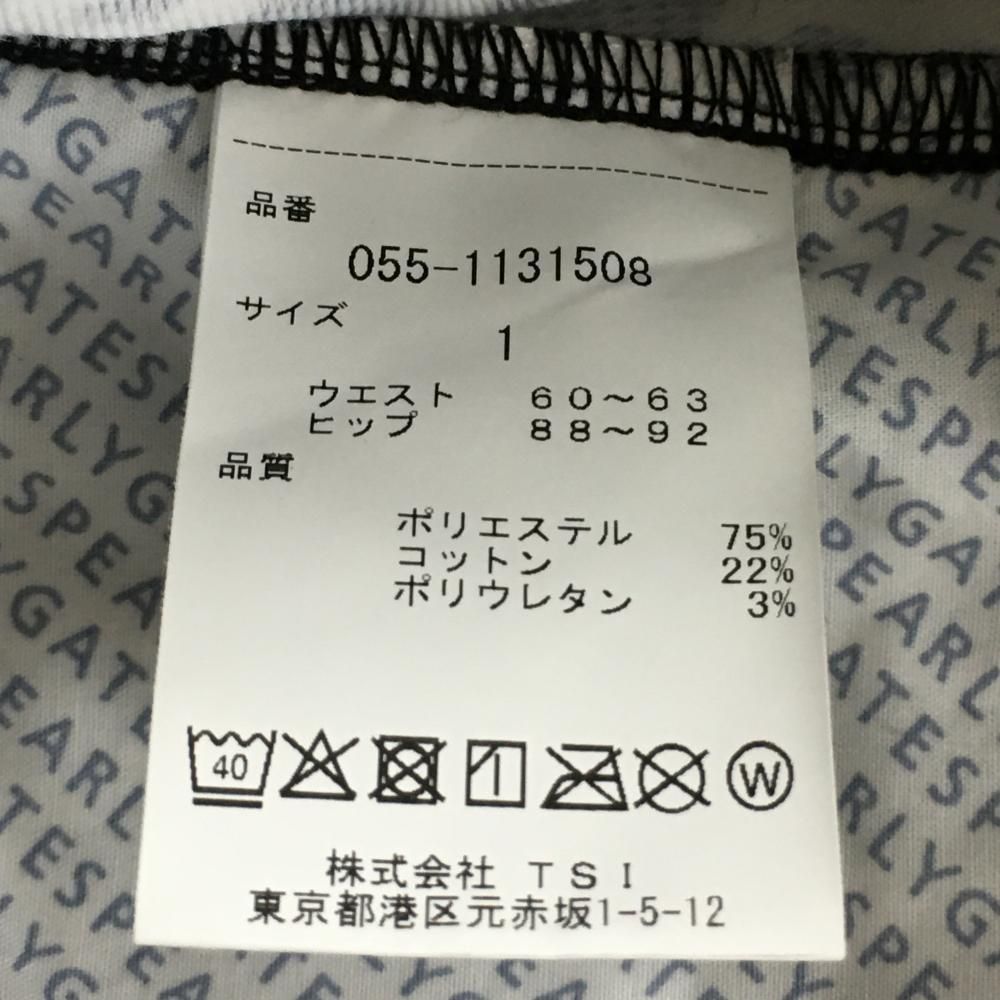 品番
055-1131508
サイズ
1
ウエスト 60～63
ヒップ 88～92
品質
ポリエステル 75%
コットン 22%
ポリウレタン 3%
40
W
株式会社 TSI
東京都港区元赤坂1-5-12
PEARLYGATES